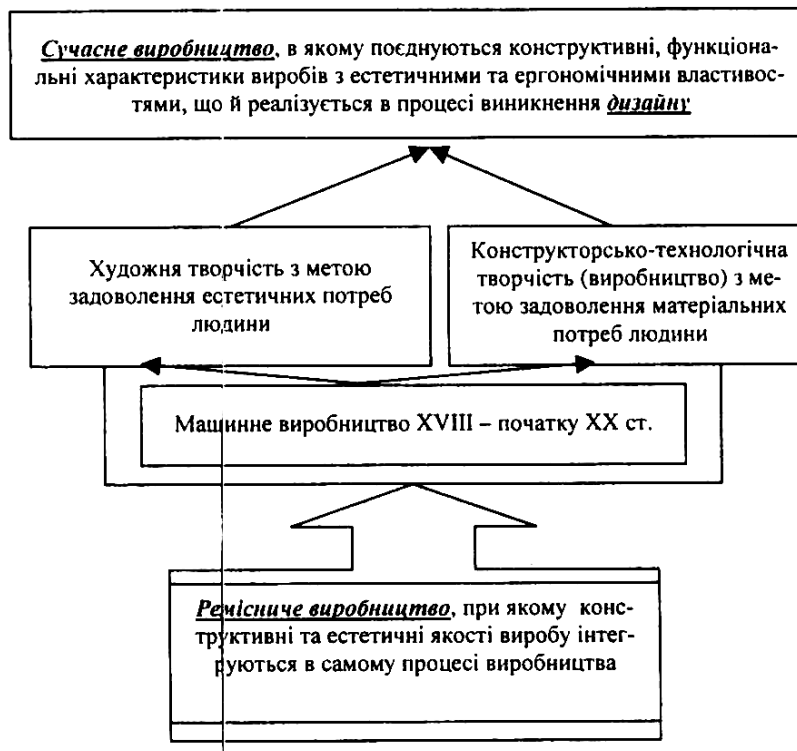 Сучасне виробництво, в якому поєднуються конструктивні, функціона-
льні характеристики виробів з естетичними та ергономічними властивос-
тями, що й реалізується в процесі виникнення дизайну
Художня творчість з метою
задоволення естетичних потреб
людини
Конструкторсько-технологічна
творчість (виробництво) з ме-
тою задоволення матеріальних
потреб людини
Машинне виробництво XVIII – початку XX ст.
Ремісниче виробництво, при якому конс-
труктивні та естетичні якості виробу інтег-
руються в самому процесі виробництва